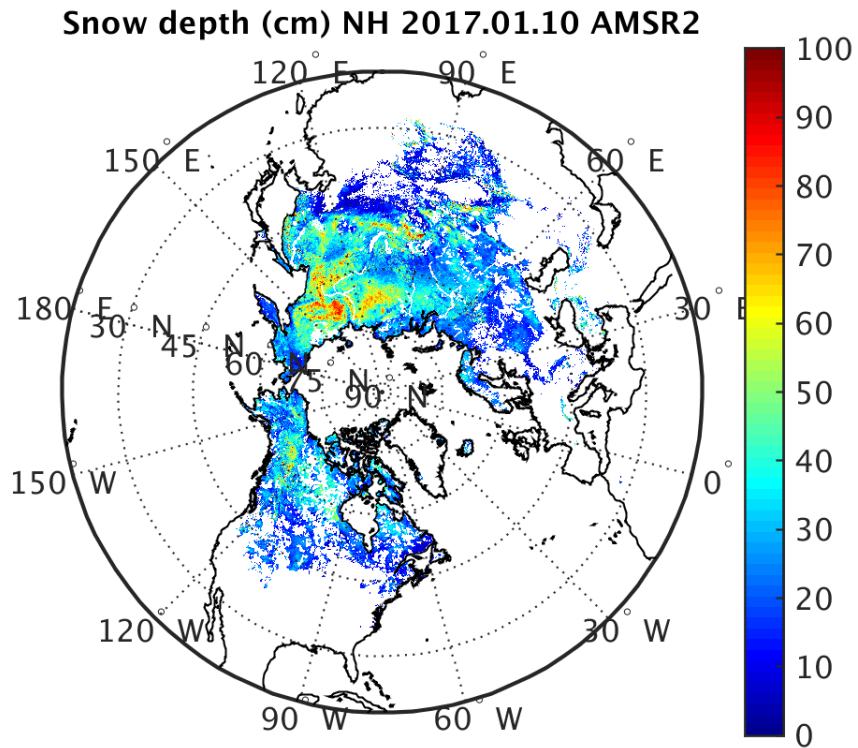 Snow depth (cm) NH 2017.01.10 AMSR2
120° E
90° E
150° E
60° E
180° E
30° E
30° N
45° N
60° N
75° N
90° N
150° W
0°
120° W
30° W
90° W
60° W
100
90
80
70
60
50
40
30
20
10
0